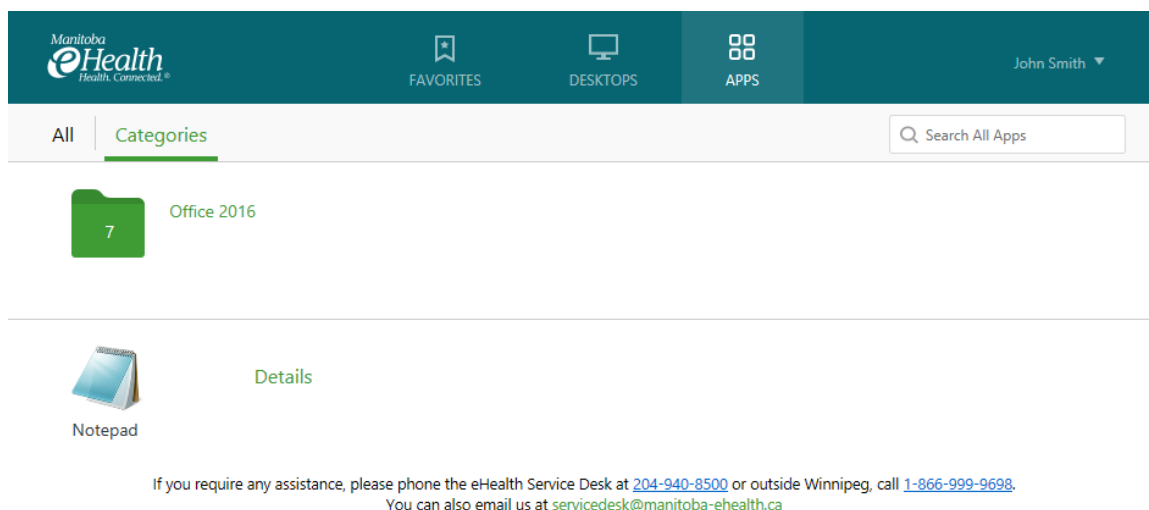 Manitoba
eHealth
Health. Connected.®
FAVORITES
DESKTOPS
APPS
John Smith
All
Categories
Search All Apps
7
Office 2016
Details
Notepad
If you require any assistance, please phone the eHealth Service Desk at 204-940-8500 or outside Winnipeg, call 1-866-999-9698.
You can also email us at servicedesk@manitoba-ehealth.ca